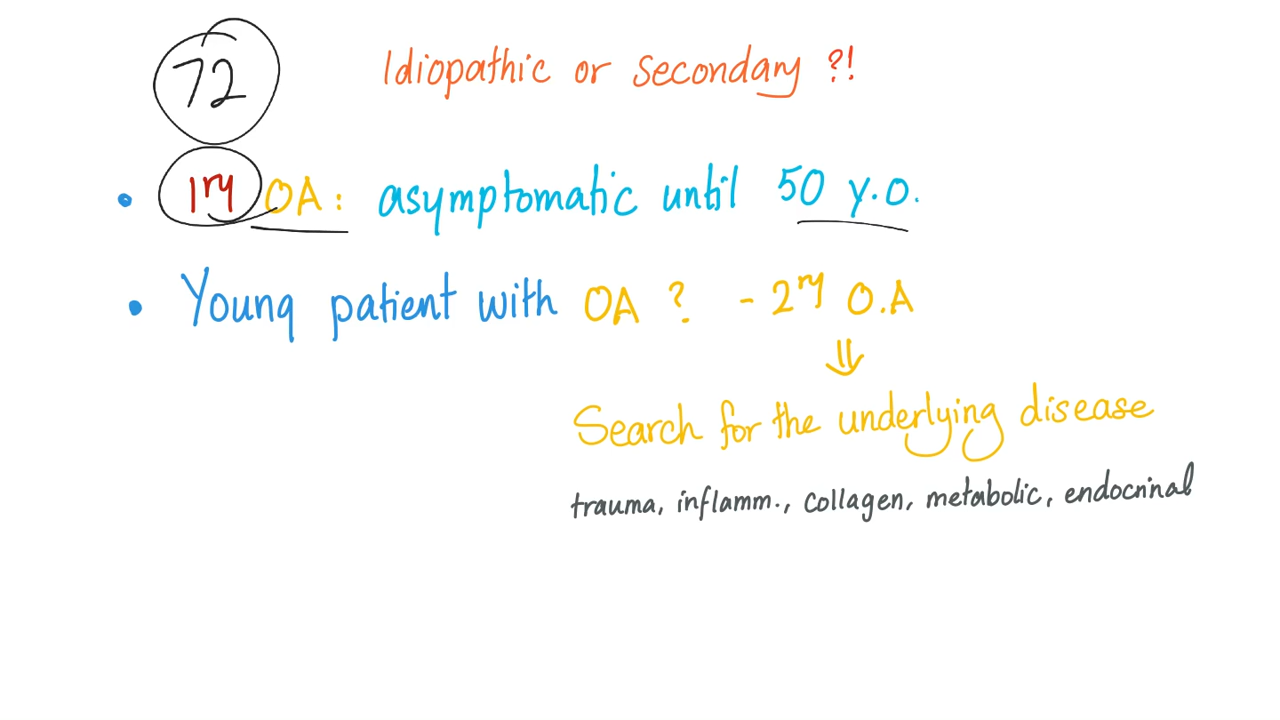 72 Idiopathic or secondary ?!
• 1ry OA : asymptomatic until 50 y.o.
• Young patient with OA ? - 2ry O.A
Search for the underlying disease
trauma, inflamm., collagen, metabolic, endocrinal